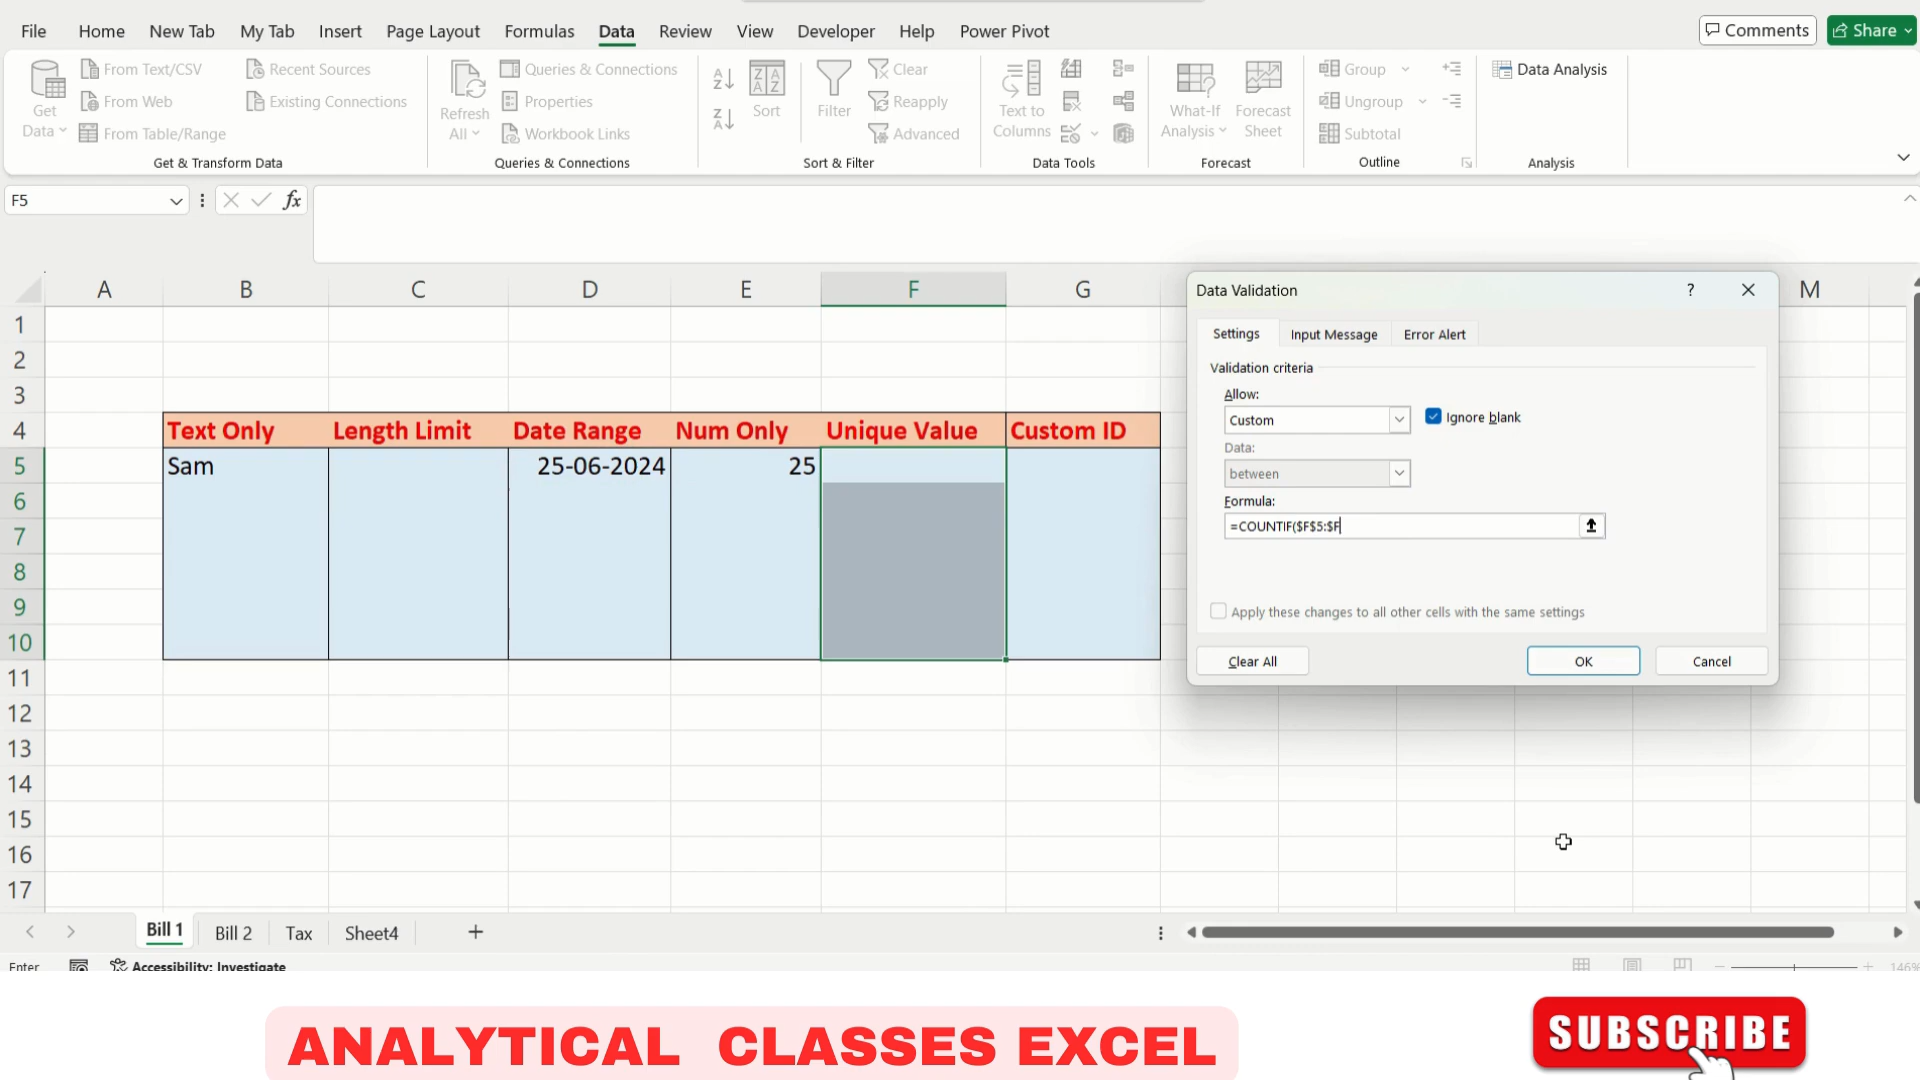 File Home New Tab My Tab Insert Page Layout Formulas Data Review View Developer Help Power Pivot Comments Share
Get Data
From Text/CSV
From Web
From Table/Range
Recent Sources
Existing Connections
Get & Transform Data
Refresh All
Queries & Connections
Properties
Workbook Links
Queries & Connections
Sort
Filter
Clear
Reapply
Advanced
Sort & Filter
Text to Columns
Data Tools
What-If Analysis
Forecast Sheet
Forecast
Group
Ungroup
Subtotal
Outline
Data Analysis
Analysis
F5
fx
A B C D E F G M
1
2
3
4 Text Only Length Limit Date Range Num Only Unique Value Custom ID
5 Sam 25-06-2024 25
6
7
8
9
10
11
12
13
14
15
16
17
Data Validation ?
Settings Input Message Error Alert
Validation criteria
Allow:
Custom Ignore blank
Data:
between
Formula:
=COUNTIF($F$5:$F
Apply these changes to all other cells with the same settings
Clear All OK Cancel
Bill 1 Bill 2 Tax Sheet4
Enter Accessibility: Investigate 146%
ANALYTICAL CLASSES EXCEL
SUBSCRIBE